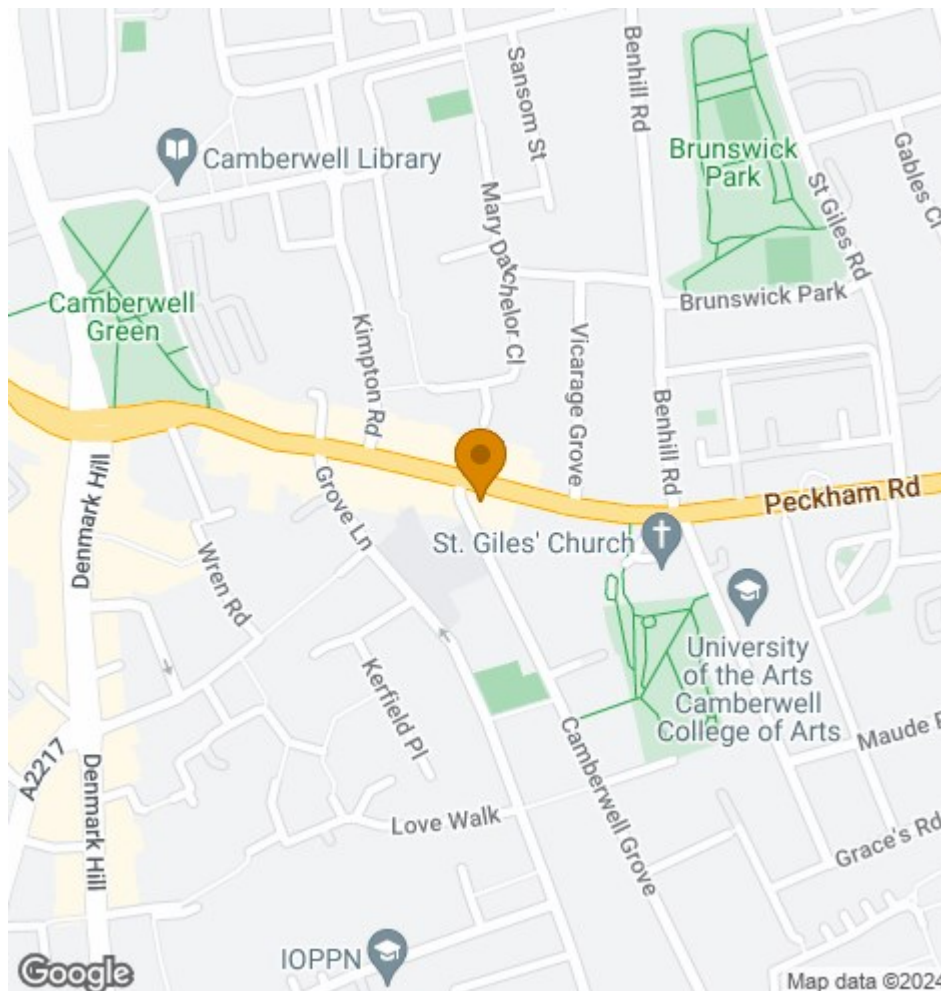 Sansom St
Benhill Rd
Camberwell Library
Brunswick
Park
Mary Datchelor Cl
St Giles Rd
Gables Cl
Camberwell
Green
Kimpton Rd
Vicarage Grove
Brunswick Park
Benhill Rd
Denmark Hill
Grove Ln
Peckham Rd
St. Giles' Church
Wren Rd
University
of the Arts
Camberwell
College of Arts
Kerfield Pl
A2217
Denmark Hill
Camberwell Grove
Maude R
Love Walk
Grace's Rd
IOPPN
Google
Map data ©2024